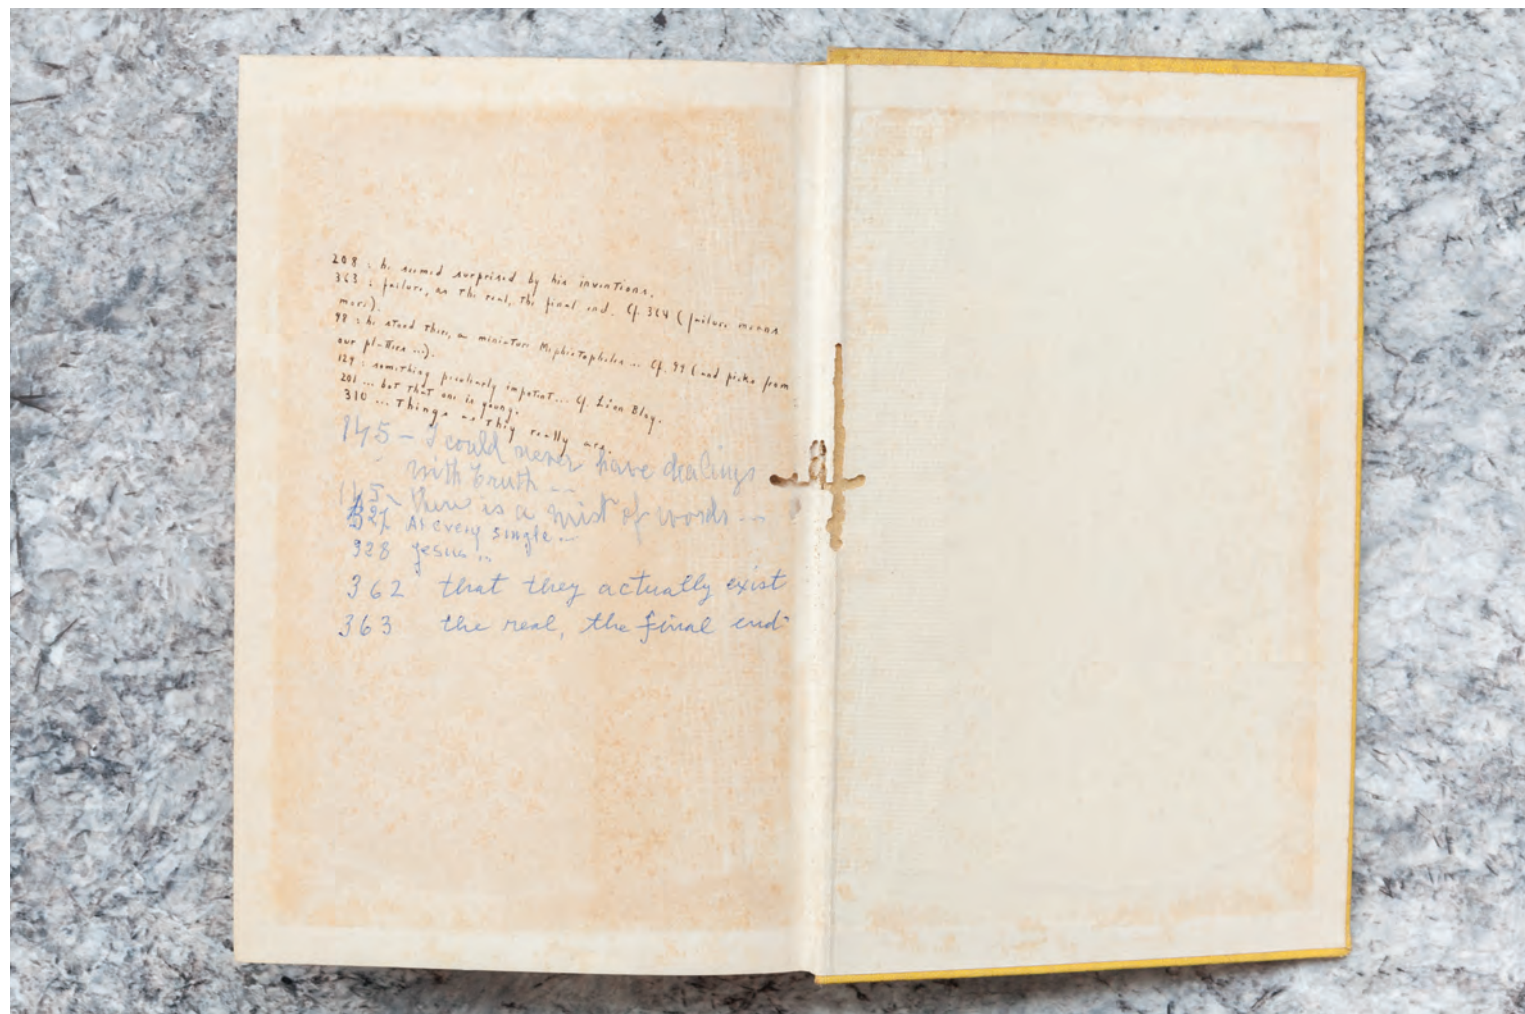 208 : he seemed surprised by his inventions.
363 : failure, as the real, the final end. Cf. 364 (failure means
more).
98 : he stood there, a miniature Mephistopheles ... Cf. 99 (and picks from
our platters ...).
129 : something peculiarly impotent... Cf. Léon Bloy.
201 ... but that one is young.
310 ... Things as they really are.
145 - I could never have dealings
with truth ...
145 - there is a mist of words ...
327 At every single ...
328 Jesus ...
362 that they actually exist
363 the real, the final end